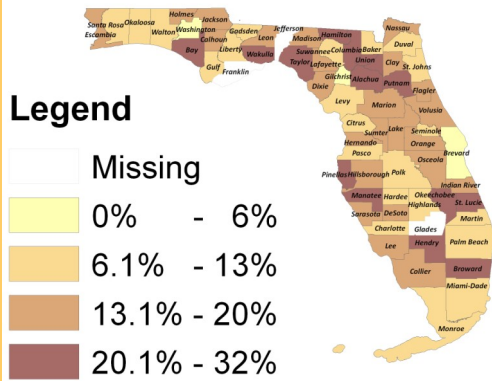 Holmes
Jackson
Santa Rosa
Okaloosa
Washington
Gadsden
Jefferson
Hamilton
Nassau
Escambia
Walton
Calhoun
Leon
Madison
Suwannee
Columbia
Baker
Duval
Bay
Liberty
Wakulla
Taylor
Lafayette
Union
Clay
St. Johns
Gulf
Franklin
Gilchrist
Alachua
Putnam
Dixie
Flagler
Levy
Marion
Volusia
Citrus
Sumter
Lake
Seminole
Hernando
Orange
Brevard
Pasco
Osceola
Pinellas
Hillsborough
Polk
Indian River
Manatee
Hardee
Okeechobee
St. Lucie
Highlands
Sarasota
DeSoto
Martin
Charlotte
Glades
Lee
Hendry
Palm Beach
Collier
Broward
Miami-Dade
Monroe
Legend
Missing
0% - 6%
6.1% - 13%
13.1% - 20%
20.1% - 32%